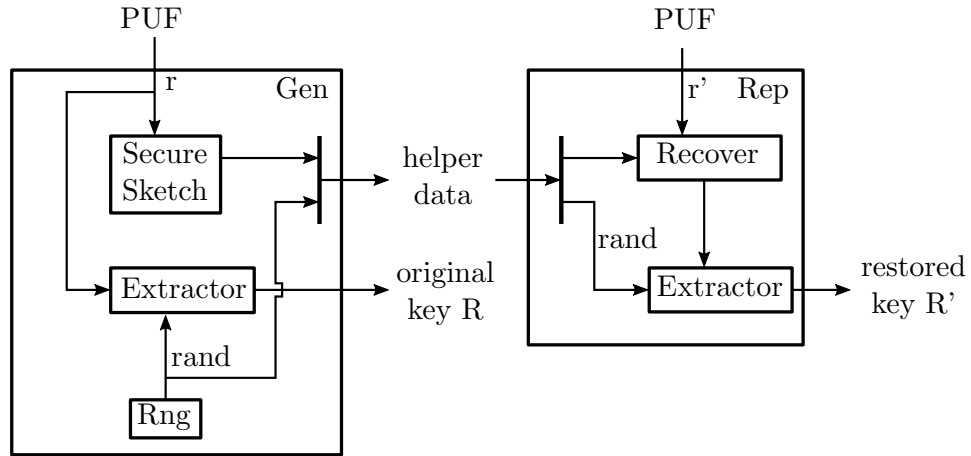 PUF
r
Gen
Secure
Sketch
Extractor
rand
Rng
helper
data
original
key R
PUF
r'
Rep
Recover
rand
Extractor
restored
key R'